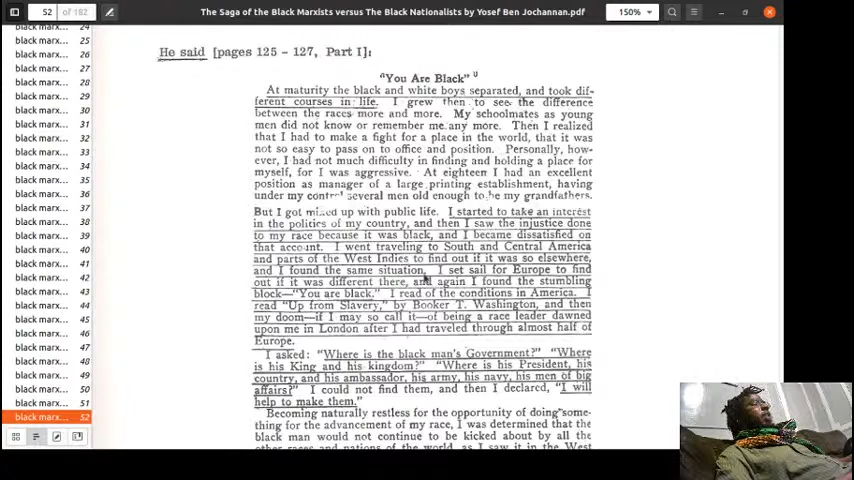 52 of 182
The Saga of the Black Marxists versus The Black Nationalists by Yosef Ben Jochannan.pdf
150%
black marx... 24
black marx... 25
black marx... 26
black marx... 27
black marx... 28
black marx... 29
black marx... 30
black marx... 31
black marx... 32
black marx... 33
black marx... 34
black marx... 35
black marx... 36
black marx... 37
black marx... 38
black marx... 39
black marx... 40
black marx... 41
black marx... 42
black marx... 43
black marx... 44
black marx... 45
black marx... 46
black marx... 47
black marx... 48
black marx... 49
black marx... 50
black marx... 51
black marx... 52
He said [pages 125 - 127, Part I]:
"You Are Black"
At maturity the black and white boys separated, and took dif-
ferent courses in life. I grew then to see the difference
between the races more and more. My schoolmates as young
men did not know or remember me any more. Then I realized
that I had to make a fight for a place in the world, that it was
not so easy to pass on to office and position. Personally, how-
ever, I had not much difficulty in finding and holding a place for
myself, for I was aggressive. At eighteen I had an excellent
position as manager of a large printing establishment, having
under my control several men old enough to be my grandfathers.
But I got mixed up with public life. I started to take an interest
in the politics of my country, and then I saw the injustice done
to my race because it was black, and I became dissatisfied on
that account. I went traveling to South and Central America
and parts of the West Indies to find out if it was so elsewhere,
and I found the same situation. I set sail for Europe to find
out if it was different there, and again I found the stumbling
block—"You are black." I read of the conditions in America. I
read "Up from Slavery," by Booker T. Washington, and then
my doom—if I may so call it—of being a race leader dawned
upon me in London after I had traveled through almost half of
Europe.
I asked: "Where is the black man's Government?" "Where
is his King and his kingdom?" "Where is his President, his
country, and his ambassador, his army, his navy, his men of big
affairs?" I could not find them, and then I declared, "I will
help to make them."
Becoming naturally restless for the opportunity of doing some-
thing for the advancement of my race, I was determined that the
black man would not continue to be kicked about by all the
other races and nations of the world, as I saw it in the West